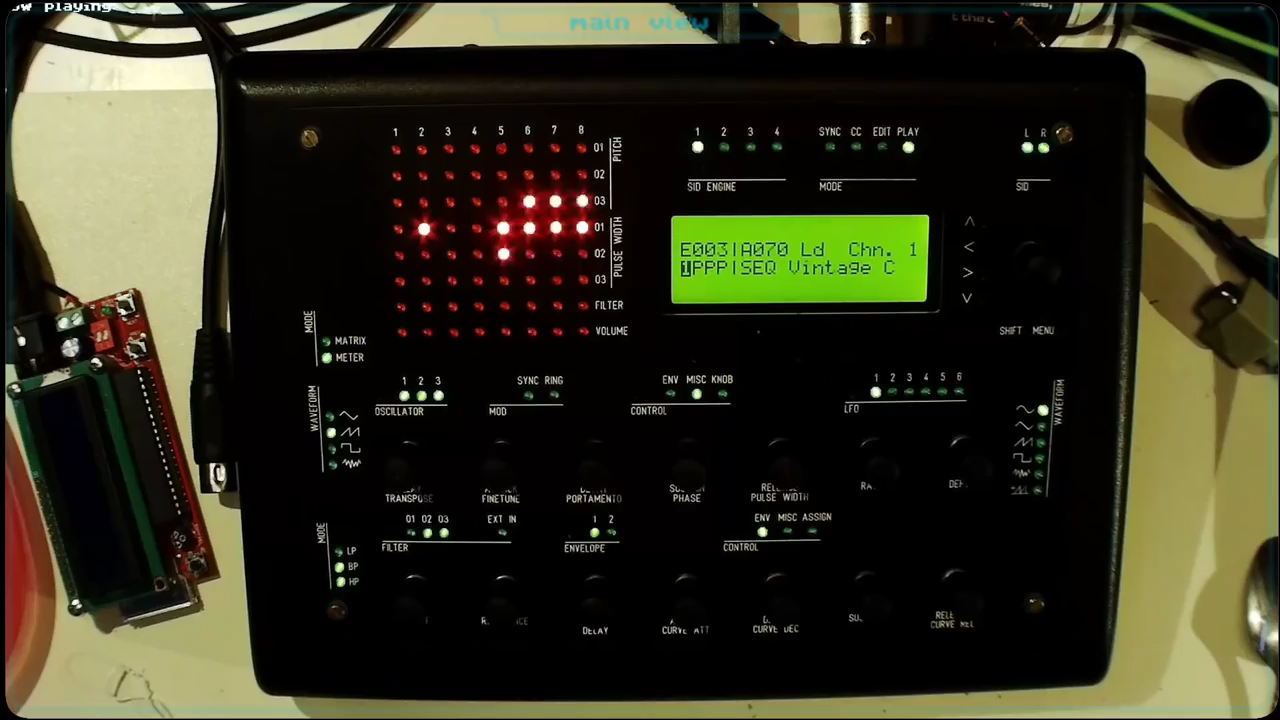 ow playing
main view
1 2 3 4 5 6 7 8
01
02
03
PITCH
01
02
03
PULSE WIDTH
FILTER
VOLUME
1 2 3 4
SID ENGINE
SYNC CC EDIT PLAY
MODE
L R
SID
E003|A070 Ld Chn. 1
1PPP|SEQ Vintage C
^
<
>
V
SHIFT MENU
MODE
MATRIX
METER
WAVEFORM
1 2 3
OSCILLATOR
SYNC RING
MOD
ENV MISC KNOB
CONTROL
1 2 3 4 5 6
LFO
WAVEFORM
TRANSPOSE
FINETUNE
PORTAMENTO
PHASE
PULSE WIDTH
MODE
LP
BP
HP
01 02 03
FILTER
EXT IN
1 2
ENVELOPE
ENV MISC ASSIGN
CONTROL
DELAY
CURVE ATT
CURVE DEC
CURVE REL